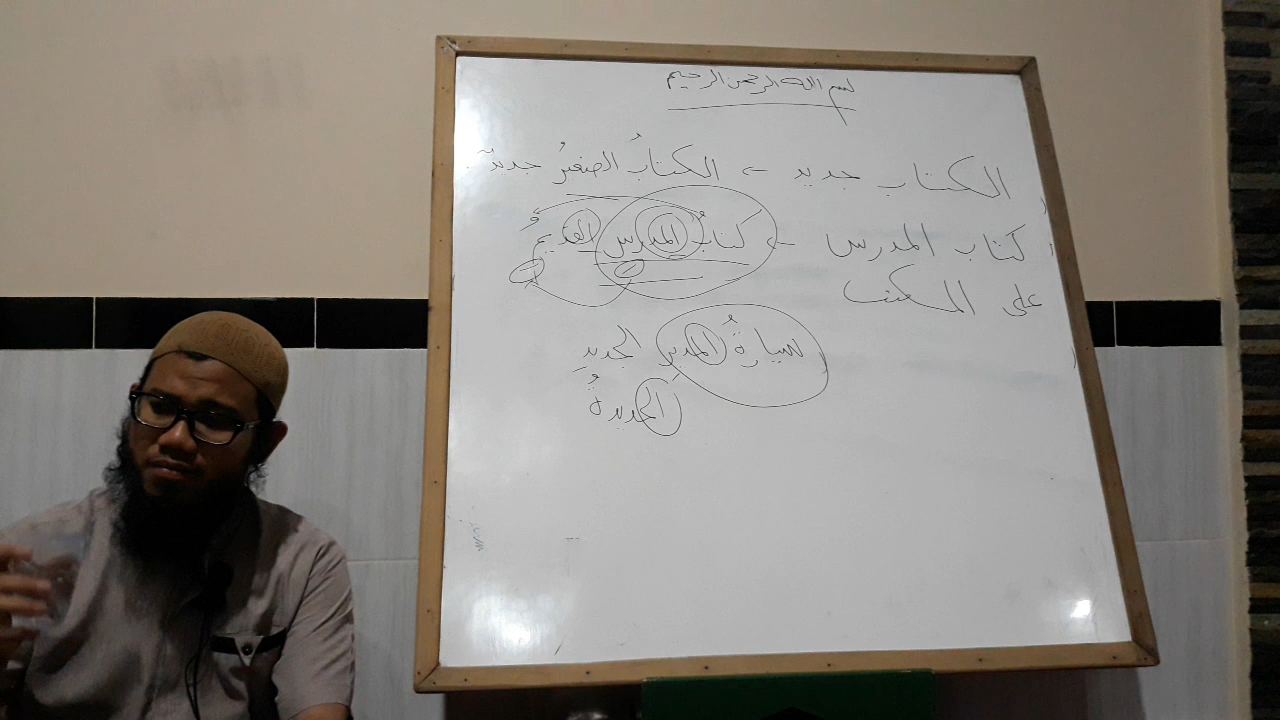 بسم الله الرحمن الرحيم
الكتاب جديد ← الكتابُ الصغيرُ جديدٌ
كتاب المدرس ← كتابُ المدرس القديمُ
على المكتب
سيارةُ المدرس الجديدِ
الجديدةُ